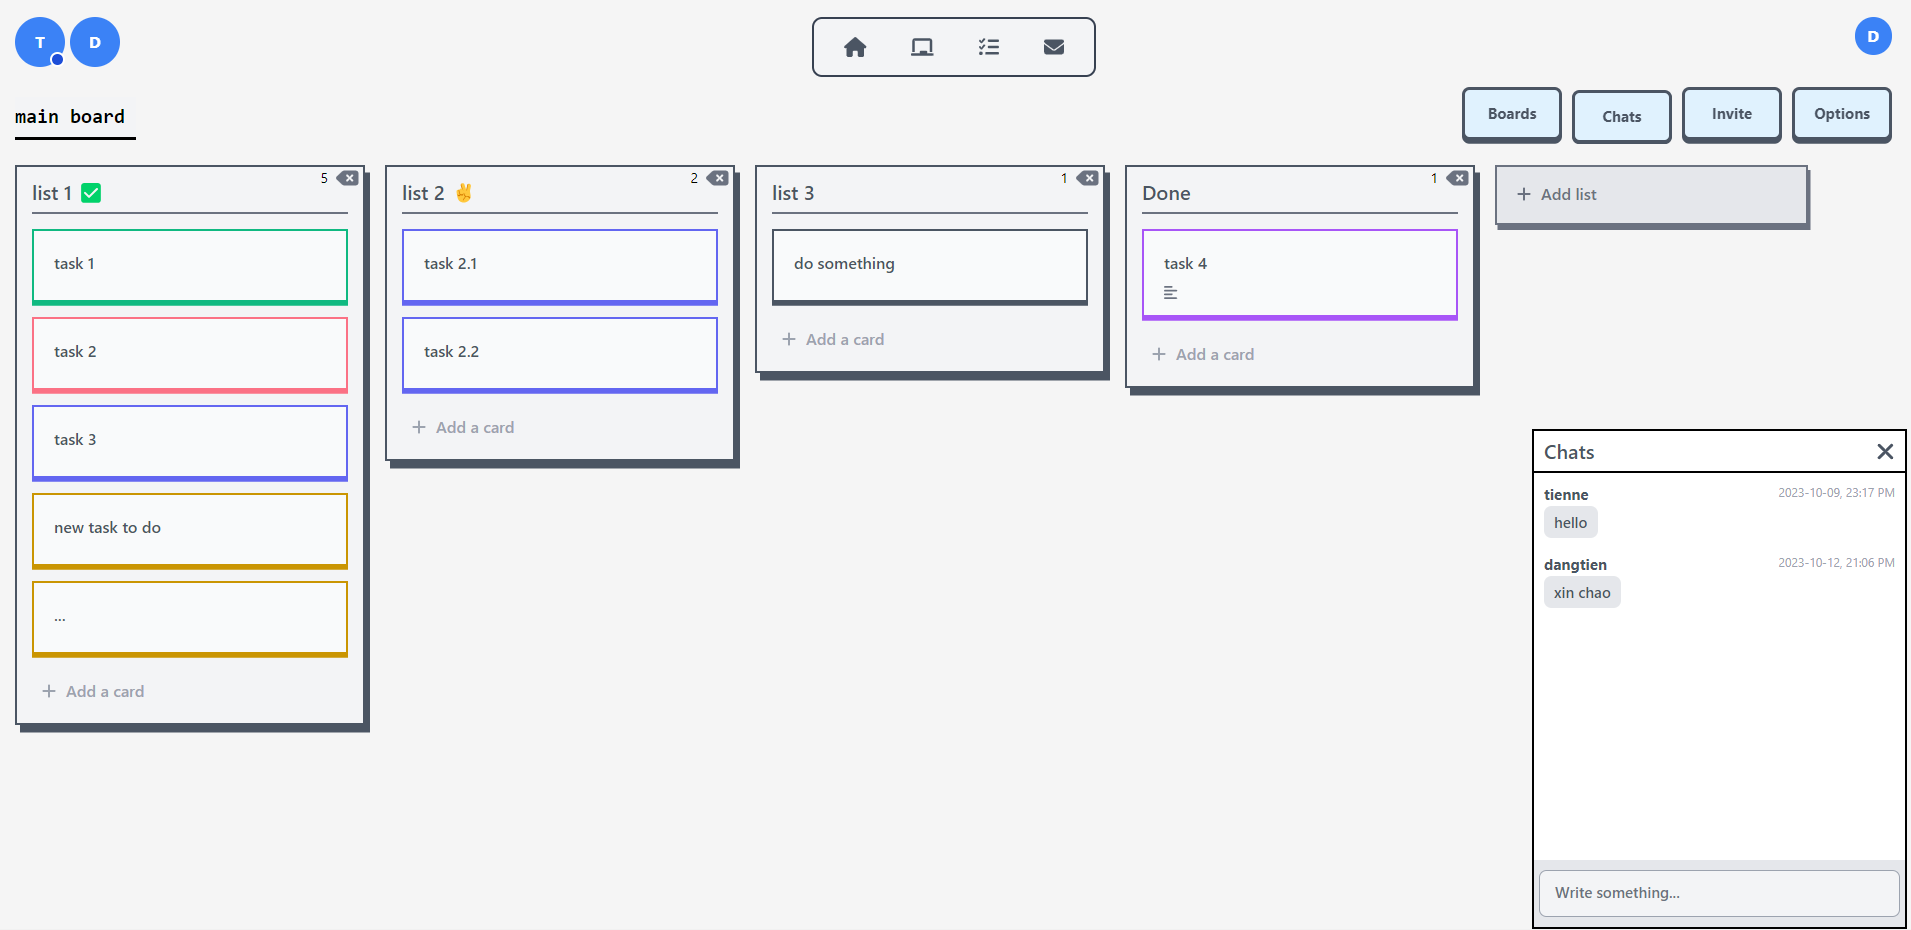 T
D
D
main board
Boards
Chats
Invite
Options
5
list 1 ✅
task 1
task 2
task 3
new task to do
...
+ Add a card
2
list 2 ✌
task 2.1
task 2.2
+ Add a card
1
list 3
do something
+ Add a card
1
Done
task 4
+ Add a card
+ Add list
Chats
tienne 2023-10-09, 23:17 PM
hello
dangtien 2023-10-12, 21:06 PM
xin chao
Write something...